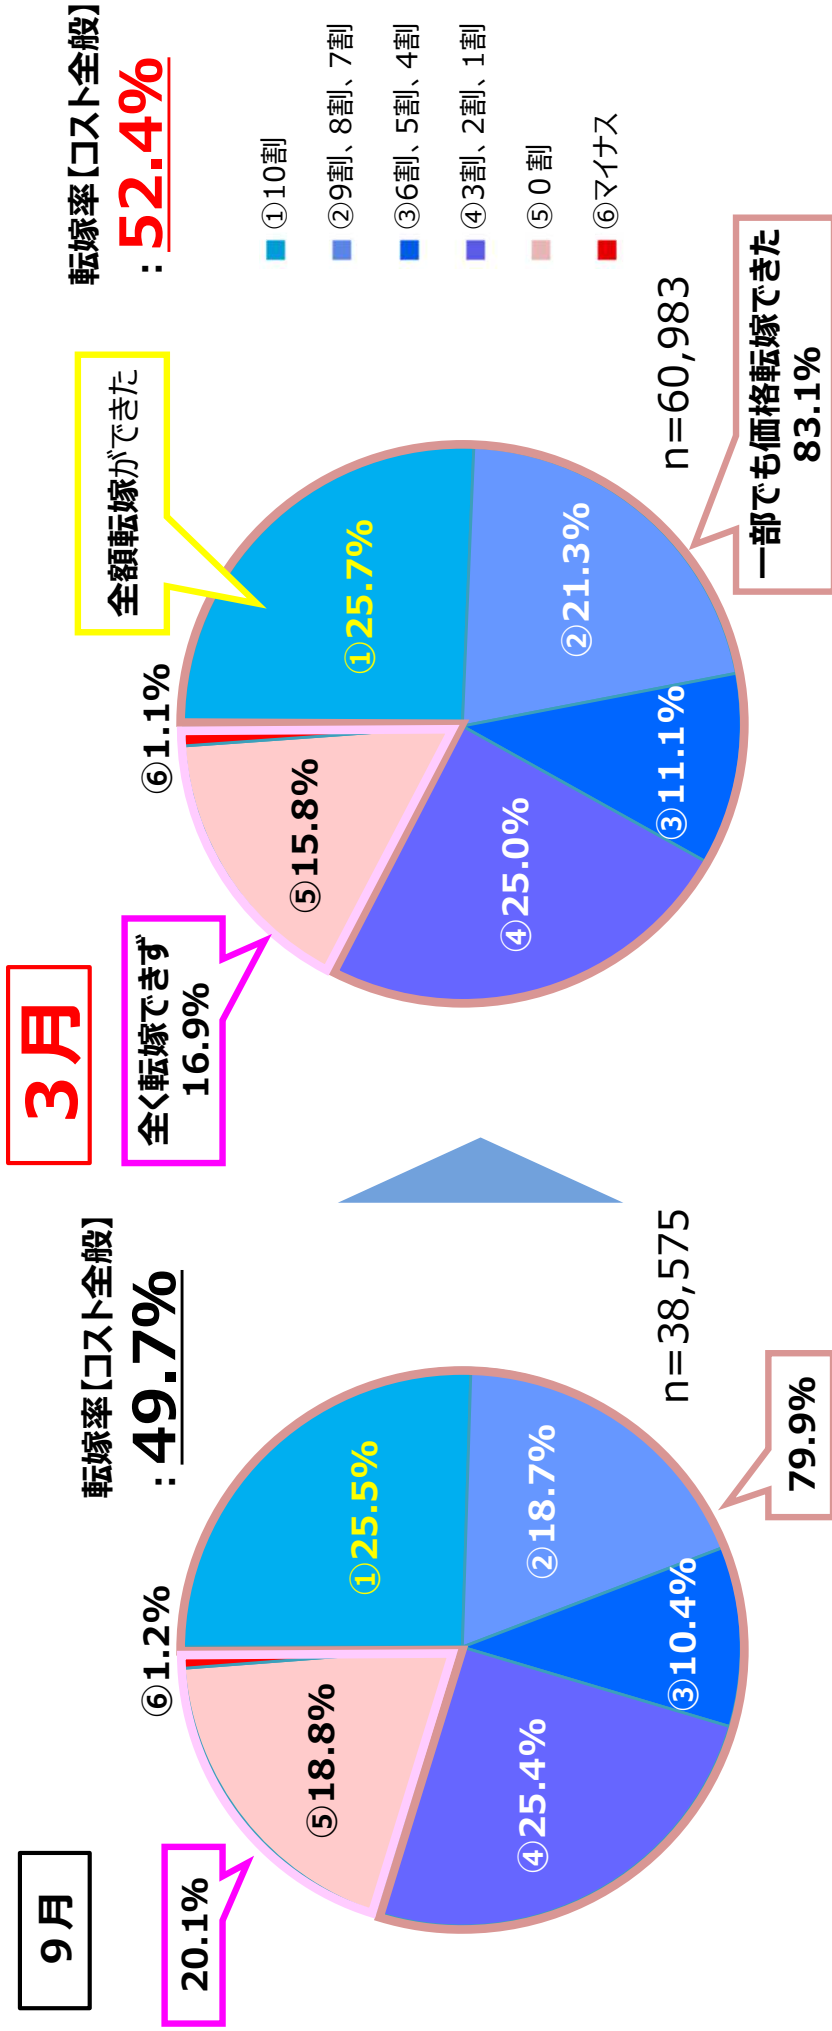 9月
転嫁率【コスト全般】
:49.7%
20.1%
⑥1.2%
①25.5%
⑤18.8%
②18.7%
④25.4%
③10.4%
n=38,575
79.9%
3月
転嫁率【コスト全般】
:52.4%
全く転嫁できず
16.9%
⑥1.1%
全額転嫁ができた
①25.7%
⑤15.8%
②21.3%
④25.0%
③11.1%
n=60,983
一部でも価格転嫁できた
83.1%
①10割
②9割、8割、7割
③6割、5割、4割
④3割、2割、1割
⑤０割
⑥マイナス